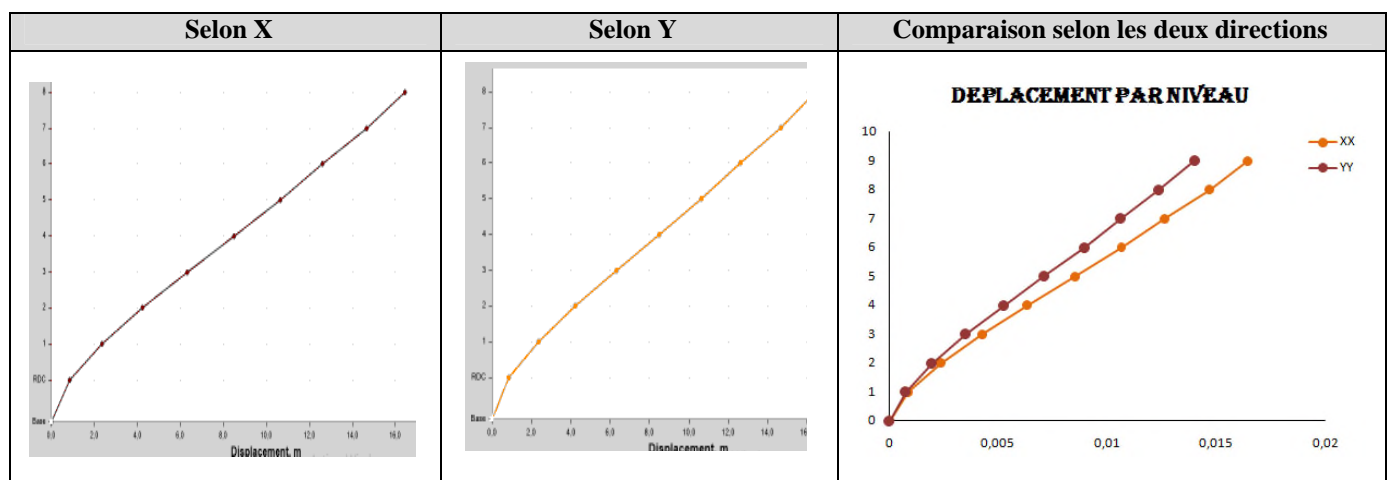 Selon X
Selon Y
Comparaison selon les deux directions
8
7
6
5
4
3
2
1
RDC
Base
0,0 2,0 4,0 6,0 8,0 10,0 12,0 14,0 16,0
Displacement, m
8
7
6
5
4
3
2
1
RDC
Base
0,0 2,0 4,0 6,0 8,0 10,0 12,0 14,0 16
Displacement, m
DEPLACEMENT PAR NIVEAU
10
9
8
7
6
5
4
3
2
1
0
0 0,005 0,01 0,015 0,02
XX
YY